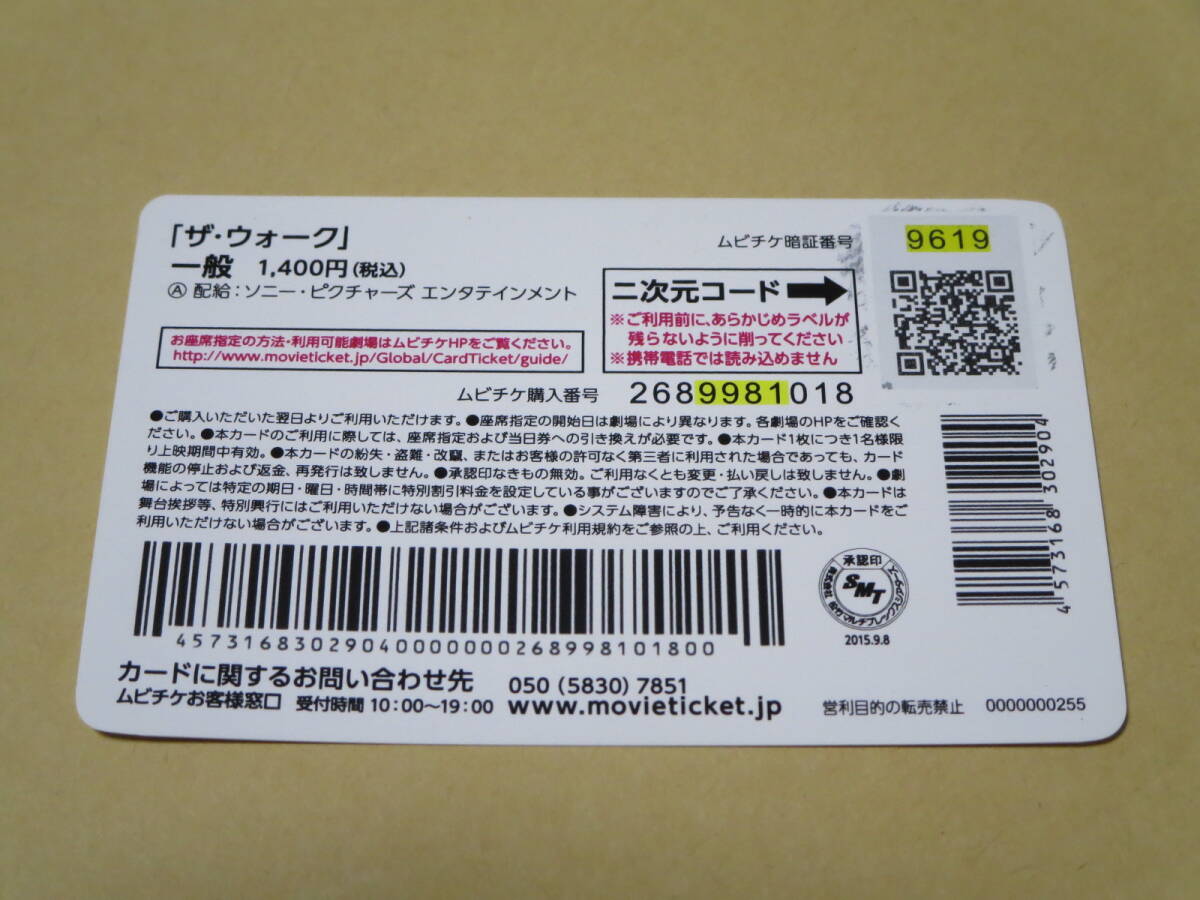 「ザ・ウォーク」
一般 1,400円(税込)
Ⓐ 配給:ソニー・ピクチャーズ エンタテインメント
ムビチケ暗証番号 9619
二次元コード
※ご利用前に、あらかじめラベルが
残らないように削ってください
※携帯電話では読み込めません
お座席指定の方法・利用可能劇場はムビチケHPをご覧ください。
http://www.movieticket.jp/Global/CardTicket/guide/
ムビチケ購入番号 2689981018
●ご購入いただいた翌日よりご利用いただけます。●座席指定の開始日は劇場により異なります。各劇場のHPをご確認く
ださい。●本カードのご利用に際しては、座席指定および当日券への引き換えが必要です。●本カード1枚につき1名様限
り上映期間中有効。●本カードの紛失・盗難・改竄、またはお客様の許可なく第三者に利用された場合であっても、カード
機能の停止および返金、再発行は致しません。●承認印なきもの無効。ご利用なくとも変更・払い戻しは致しません。●劇
場によっては特定の期日・曜日・時間帯に特別割引料金を設定している事がございますのでご了承ください。●本カードは
舞台挨拶等、特別興行にはご利用いただけない場合がございます。●システム障害により、予告なく一時的に本カードをご
利用いただけない場合がございます。●上記諸条件およびムビチケ利用規約をご参照の上、ご利用ください。
4573168302904000000026899810​1800
4 573168 302904
承認印
SMT
株式会社 松竹マルチプレックスシアターズ
2015.9.8
カードに関するお問い合わせ先 050 (5830) 7851
ムビチケお客様窓口 受付時間 10:00〜19:00 www.movieticket.jp
営利目的の転売禁止 0000000255